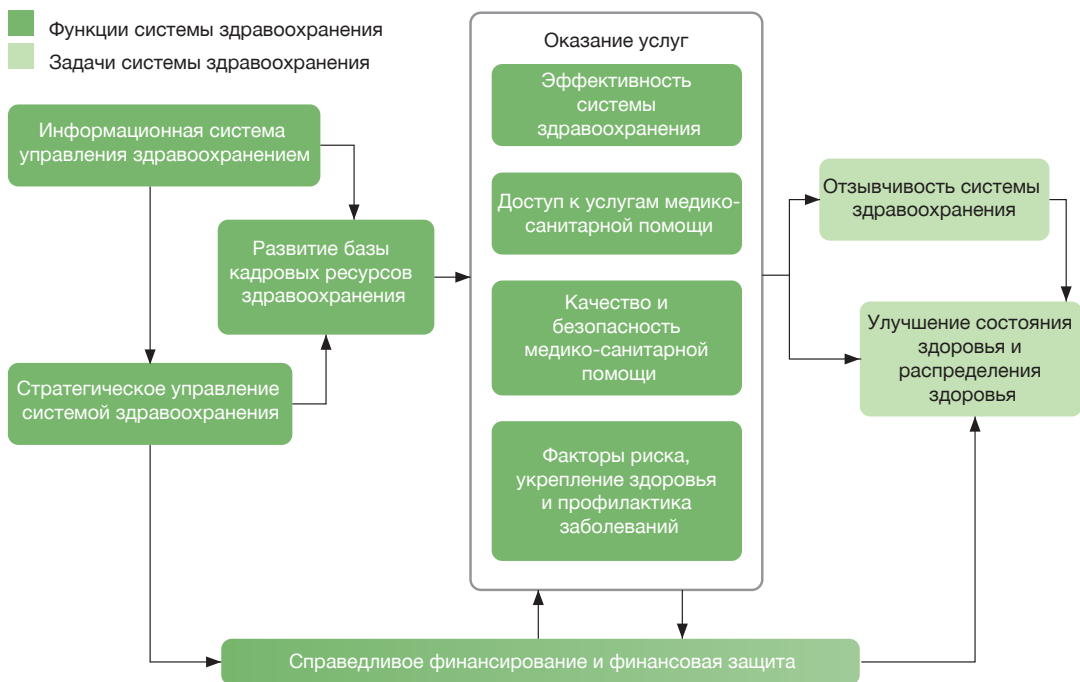 Функции системы здравоохранения
Задачи системы здравоохранения
Информационная система
управления здравоохранением
Стратегическое управление
системой здравоохранения
Развитие базы
кадровых ресурсов
здравоохранения
Оказание услуг
Эффективность
системы
здравоохранения
Доступ к услугам медико-
санитарной помощи
Качество и
безопасность
медико-санитарной
помощи
Факторы риска,
укрепление здоровья
и профилактика
заболеваний
Отзывчивость системы
здравоохранения
Улучшение состояния
здоровья и
распределения
здоровья
Справедливое финансирование и финансовая защита